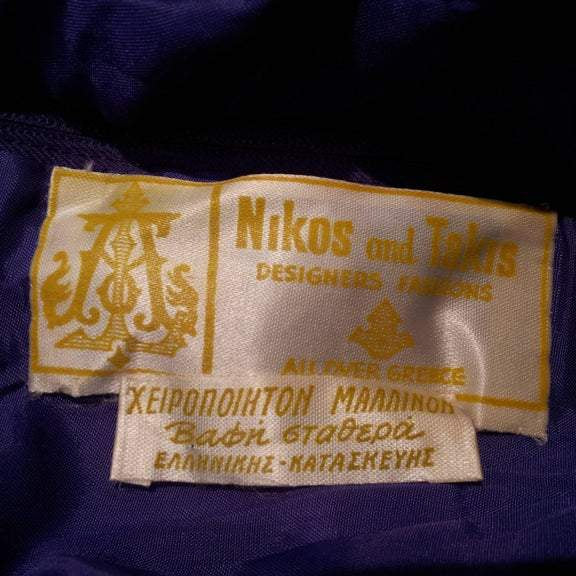 Nikos and Takis
DESIGNERS FASHIONS
ALL OVER GREECE
ΧΕΙΡΟΠΟΙΗΤΟΝ ΜΑΛΛΙΝΟΝ
Βαφή σταθερά
ΕΛΛΗΝΙΚΗΣ-ΚΑΤΑΣΚΕΥΗΣ